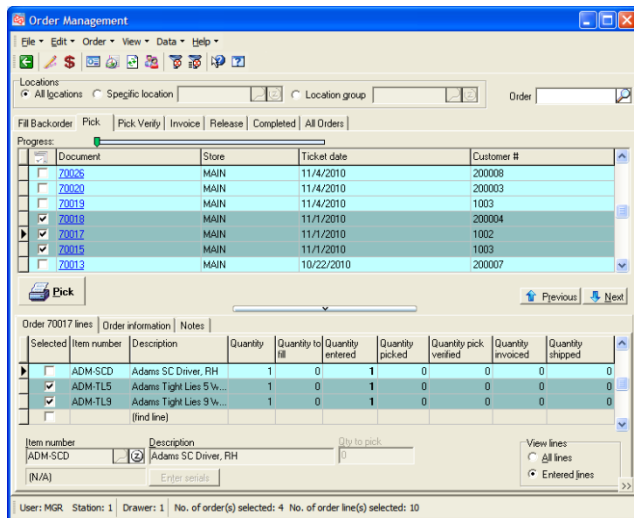 Order Management
File Edit Order View Data Help
Locations
All locations Specific location Location group Order
Fill Backorder Pick Pick Verify Invoice Release Completed All Orders
Progress:
Document Store Ticket date Customer #
70026 MAIN 11/4/2010 200008
70020 MAIN 11/4/2010 200003
70019 MAIN 11/4/2010 1003
70018 MAIN 11/1/2010 200004
70017 MAIN 11/1/2010 1002
70015 MAIN 11/1/2010 1003
70013 MAIN 10/22/2010 200007
Pick Previous Next
Order 70017 lines Order information Notes
Selected Item number Description Quantity Quantity to fill Quantity entered Quantity picked Quantity pick verified Quantity invoiced Quantity shipped
ADM-SCD Adams SC Driver, RH 1 0 1 0 0 0 0
ADM-TL5 Adams Tight Lies 5 W... 1 0 1 0 0 0 0
ADM-TL9 Adams Tight Lies 9 W... 1 0 1 0 0 0 0
(find line)
Item number Description Qty to pick View lines
ADM-SCD Adams SC Driver, RH 0 All lines
(N/A) Enter serials Entered lines
User: MGR Station: 1 Drawer: 1 No. of order(s) selected: 4 No. of order line(s) selected: 10